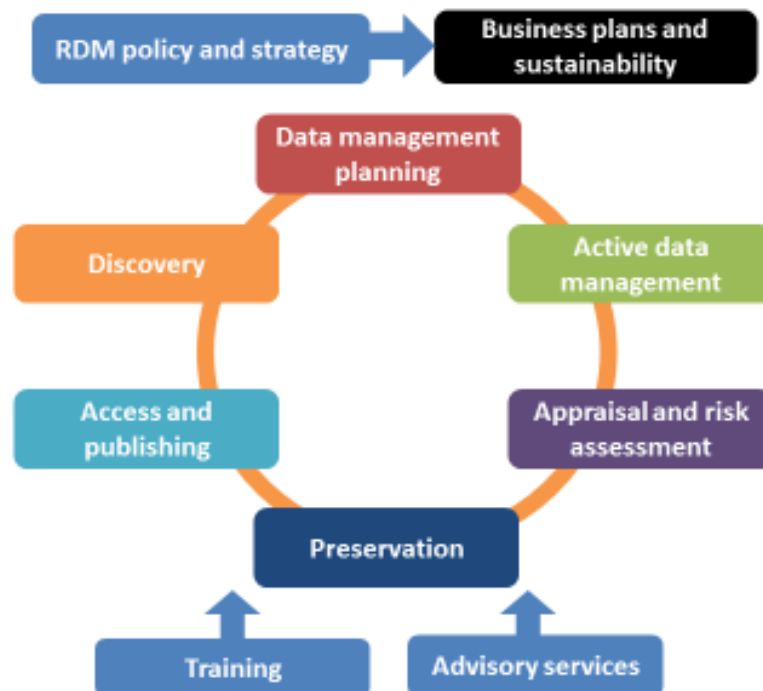 RDM policy and strategy
Business plans and
sustainability
Data management
planning
Discovery
Active data
management
Access and
publishing
Appraisal and risk
assessment
Preservation
Training
Advisory services